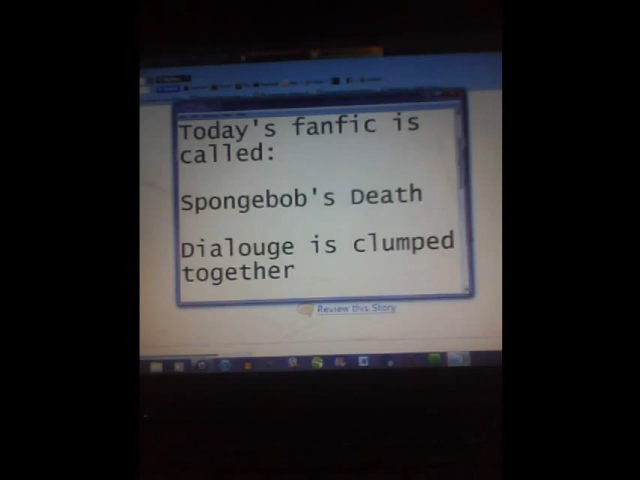 Today's fanfic is
called:
Spongebob's Death
Dialouge is clumped
together
Review this Story